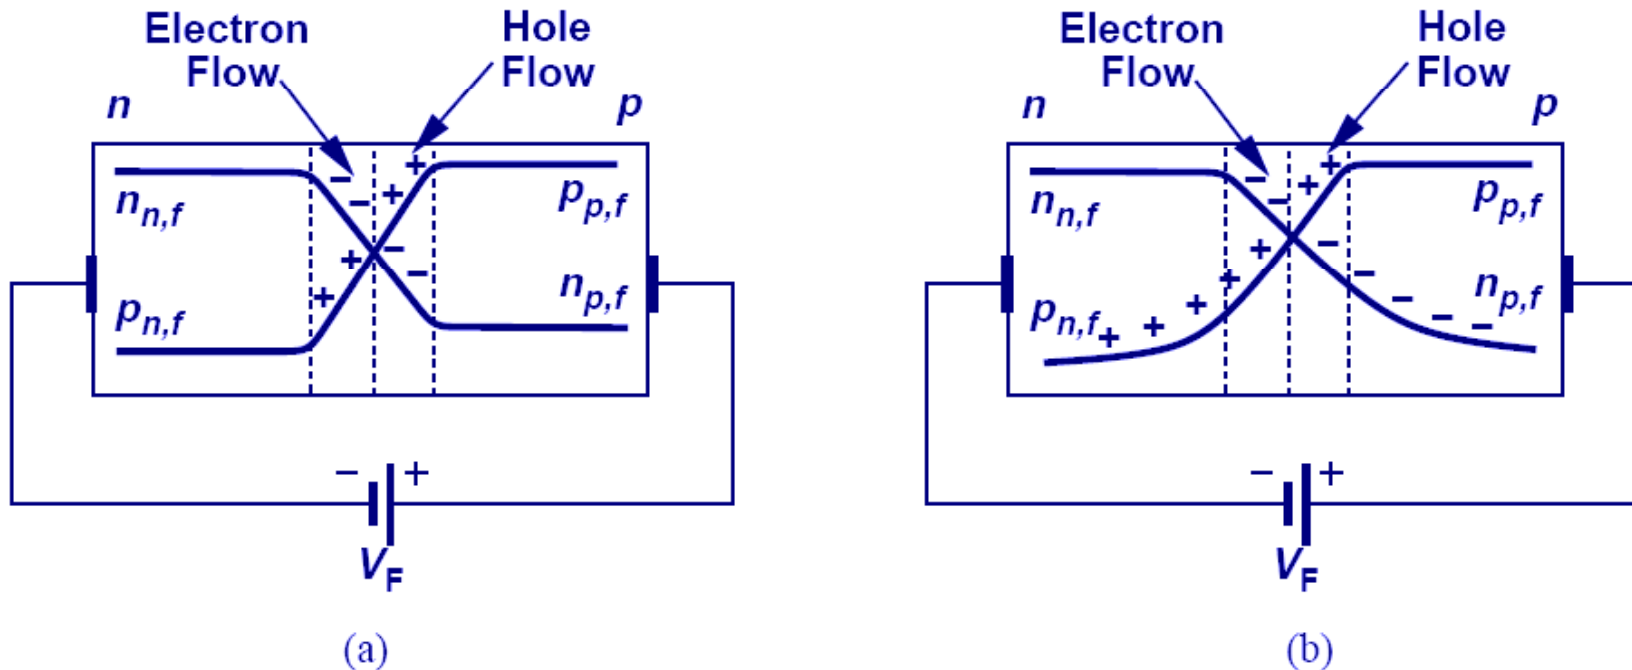 Electron
Flow
Hole
Flow
n
p
n_{n,f}
p_{p,f}
n_{p,f}
p_{n,f}
− +
V_F
(a)
Electron
Flow
Hole
Flow
n
p
n_{n,f}
p_{p,f}
n_{p,f}
p_{n,f}
− +
V_F
(b)